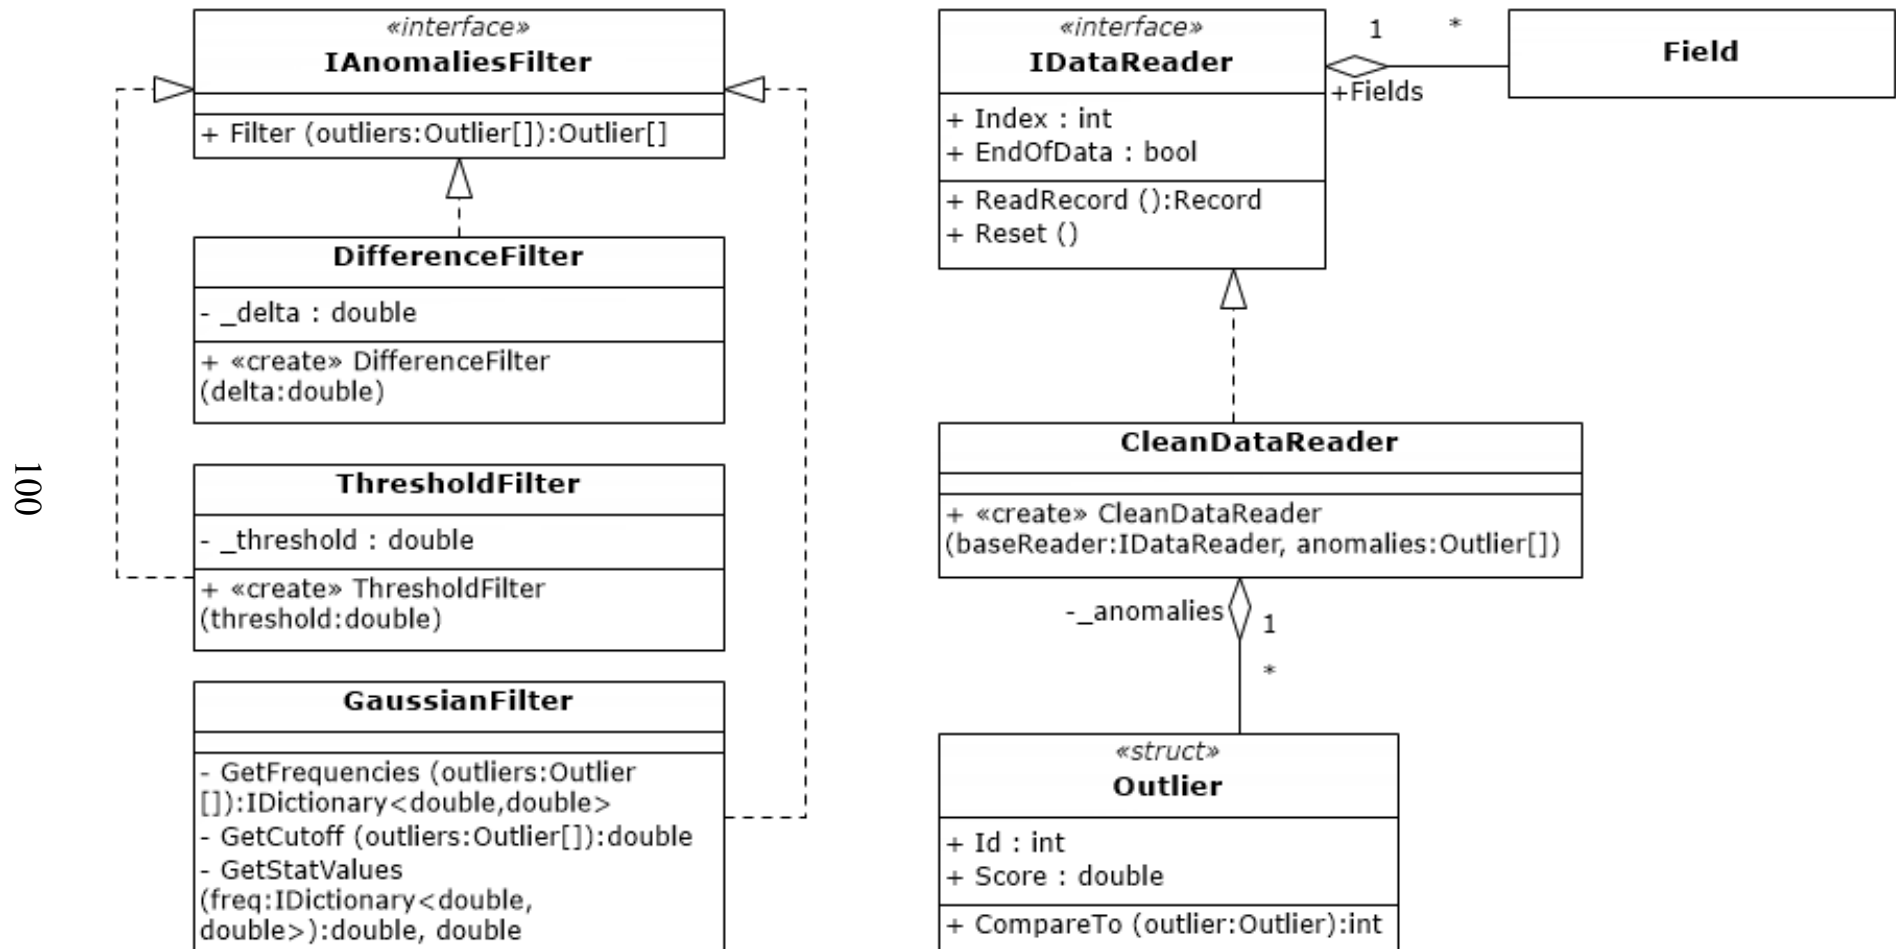 «interface»
IAnomaliesFilter
+ Filter (outliers:Outlier[]):Outlier[]
DifferenceFilter
- _delta : double
+ «create» DifferenceFilter
(delta:double)
ThresholdFilter
- _threshold : double
+ «create» ThresholdFilter
(threshold:double)
GaussianFilter
- GetFrequencies (outliers:Outlier
[]):IDictionary<double,double>
- GetCutoff (outliers:Outlier[]):double
- GetStatValues
(freq:IDictionary<double,
double>):double, double
«interface»
IDataReader
+ Index : int
+ EndOfData : bool
+ ReadRecord ():Record
+ Reset ()
1
*
+Fields
Field
CleanDataReader
+ «create» CleanDataReader
(baseReader:IDataReader, anomalies:Outlier[])
-_anomalies
1
*
«struct»
Outlier
+ Id : int
+ Score : double
+ CompareTo (outlier:Outlier):int
100